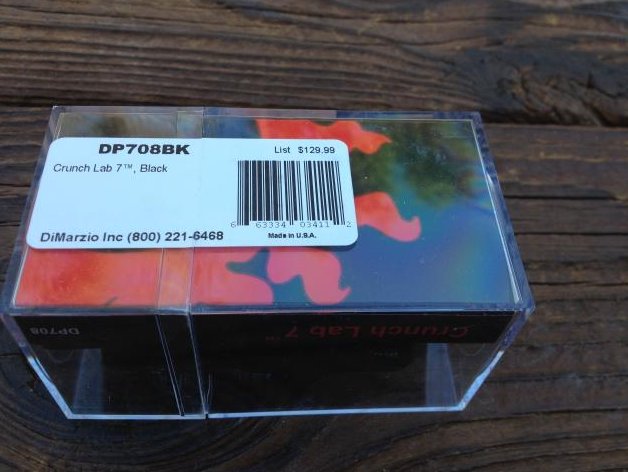 DP708BK
List $129.99
Crunch Lab 7™, Black
6 63334 03411 2
DiMarzio Inc (800) 221-6468
Made in U.S.A.
DP708
Crunch Lab 7™